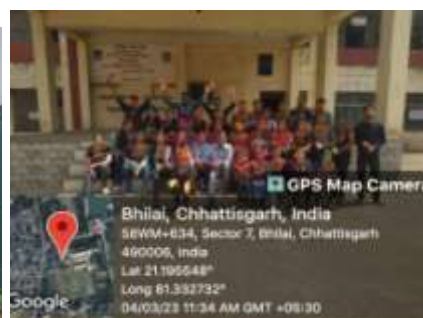 GPS Map Camera
Bhilai, Chhattisgarh, India
58WM+634, Sector 7, Bhilai, Chhattisgarh
490006, India
Lat 21.195548°
Long 81.332732°
04/03/23 11:34 AM GMT +05:30
Google